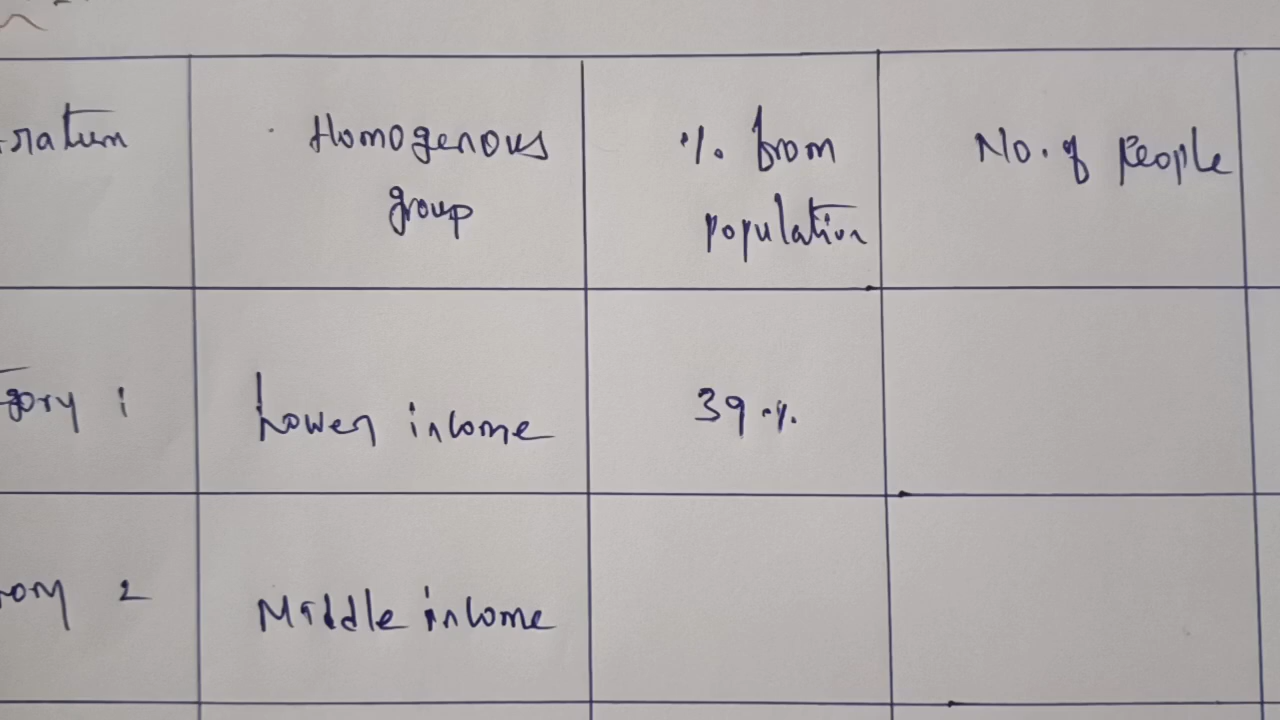 Homogenous
group
% from
population
No. of People
Lower income
39 %
2
Middle income